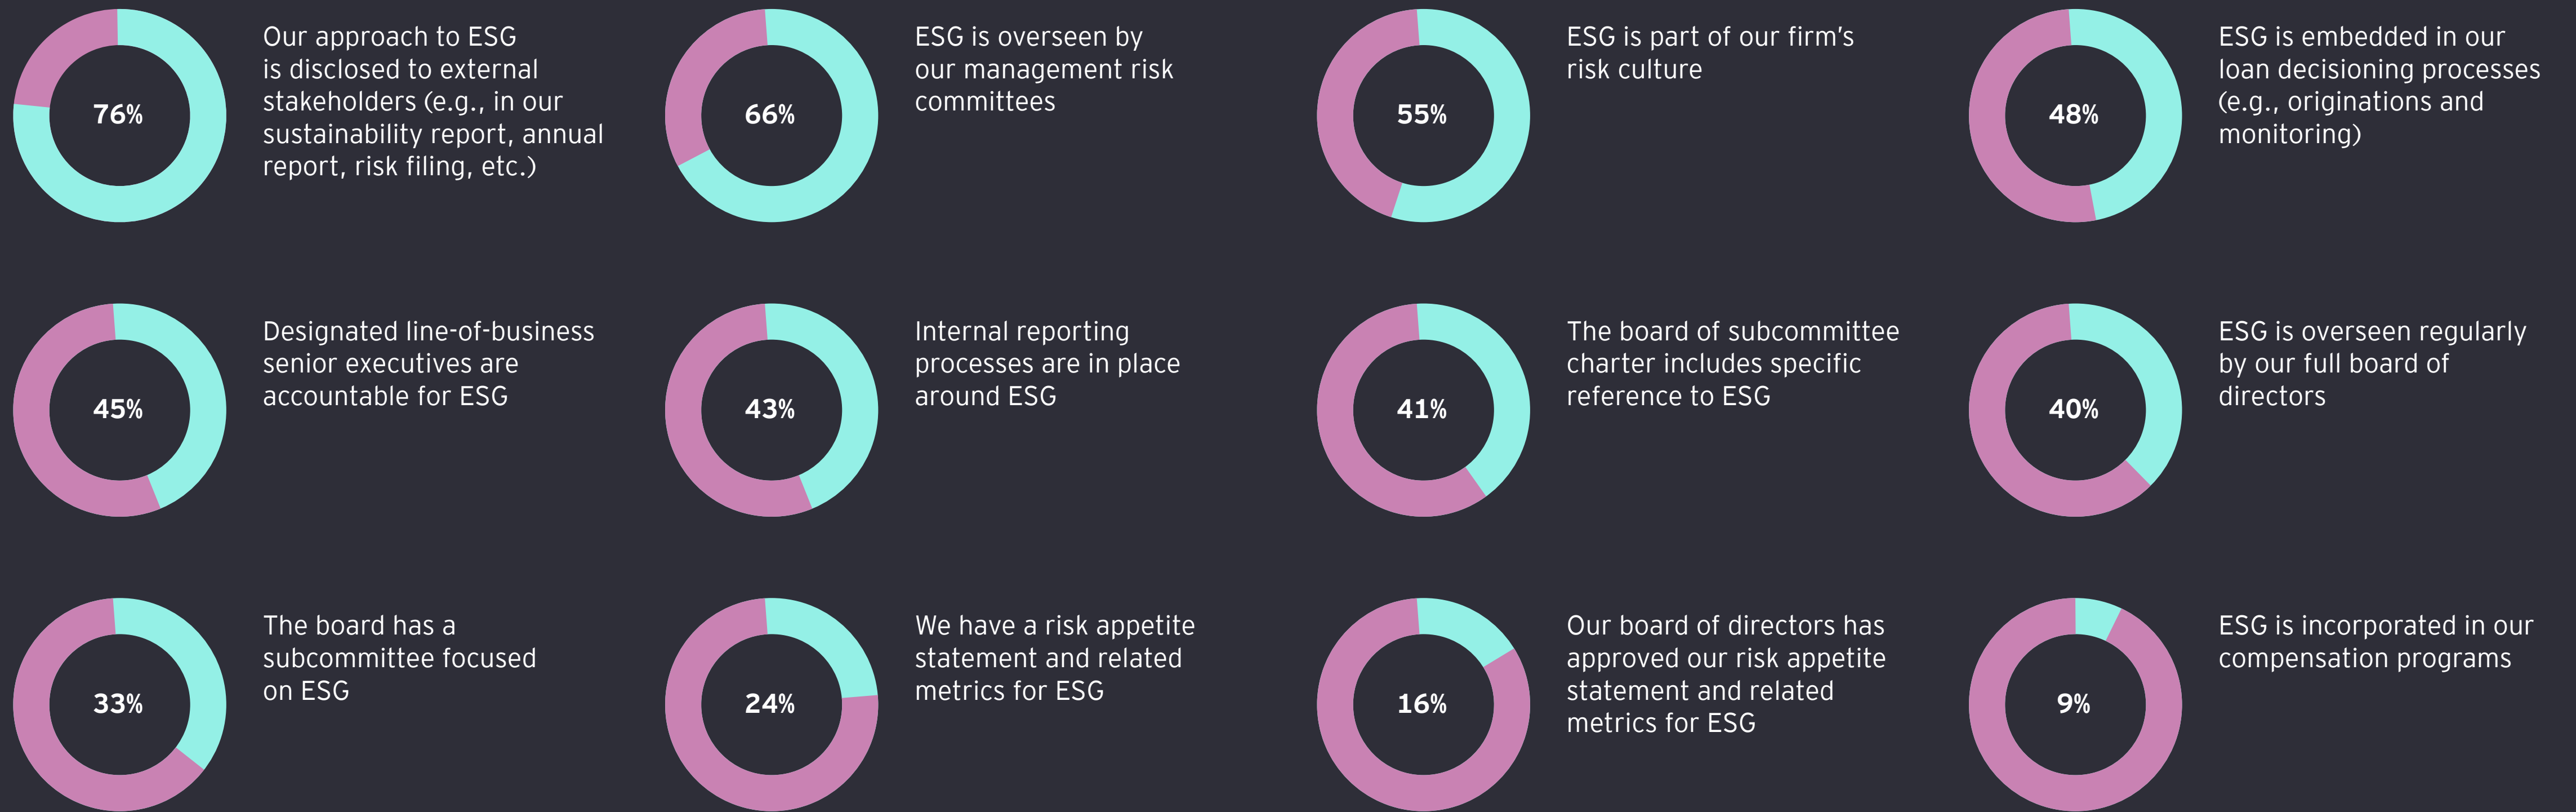 76%
Our approach to ESG
is disclosed to external
stakeholders (e.g., in our
sustainability report, annual
report, risk filing, etc.)
66%
ESG is overseen by
our management risk
committees
55%
ESG is part of our firm’s
risk culture
48%
ESG is embedded in our
loan decisioning processes
(e.g., originations and
monitoring)
45%
Designated line-of-business
senior executives are
accountable for ESG
43%
Internal reporting
processes are in place
around ESG
41%
The board of subcommittee
charter includes specific
reference to ESG
40%
ESG is overseen regularly
by our full board of
directors
33%
The board has a
subcommittee focused
on ESG
24%
We have a risk appetite
statement and related
metrics for ESG
16%
Our board of directors has
approved our risk appetite
statement and related
metrics for ESG
9%
ESG is incorporated in our
compensation programs